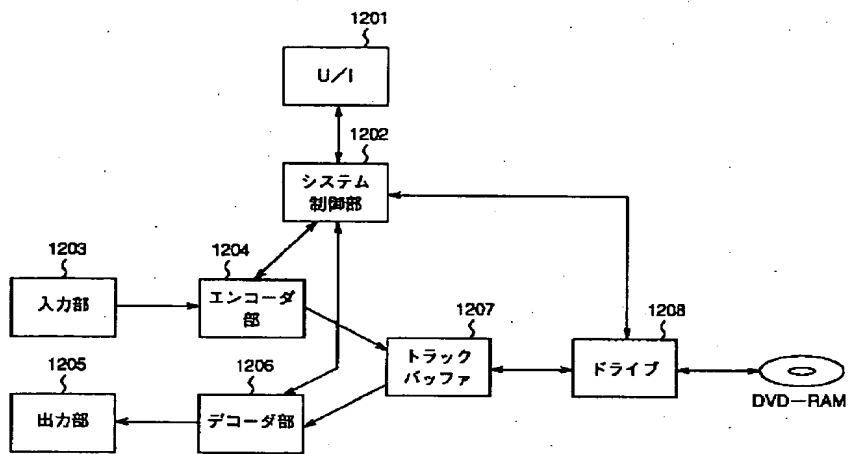 1201
U/I
1202
システム
制御部
1203
入力部
1204
エンコーダ
部
1205
出力部
1206
デコーダ部
1207
トラック
バッファ
1208
ドライブ
DVD-RAM